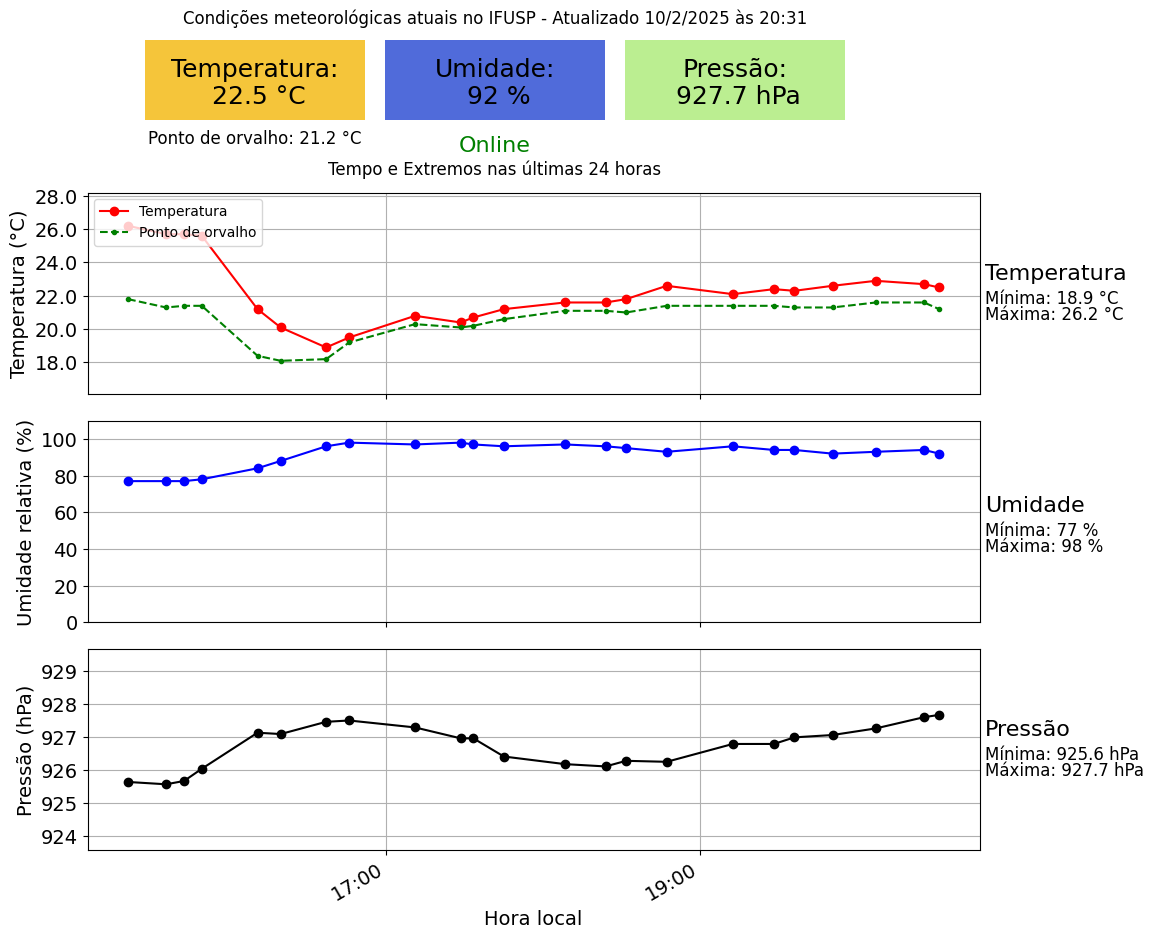 Condições meteorológicas atuais no IFUSP - Atualizado 10/2/2025 às 20:31
Temperatura:
22.5 °C
Umidade:
92 %
Pressão:
927.7 hPa
Ponto de orvalho: 21.2 °C
Online
Tempo e Extremos nas últimas 24 horas
Temperatura (°C)
28.0
26.0
24.0
22.0
20.0
18.0
Temperatura
Ponto de orvalho
Temperatura
Mínima: 18.9 °C
Máxima: 26.2 °C
Umidade relativa (%)
100
80
60
40
20
0
Umidade
Mínima: 77 %
Máxima: 98 %
Pressão (hPa)
929
928
927
926
925
924
Pressão
Mínima: 925.6 hPa
Máxima: 927.7 hPa
17:00
19:00
Hora local